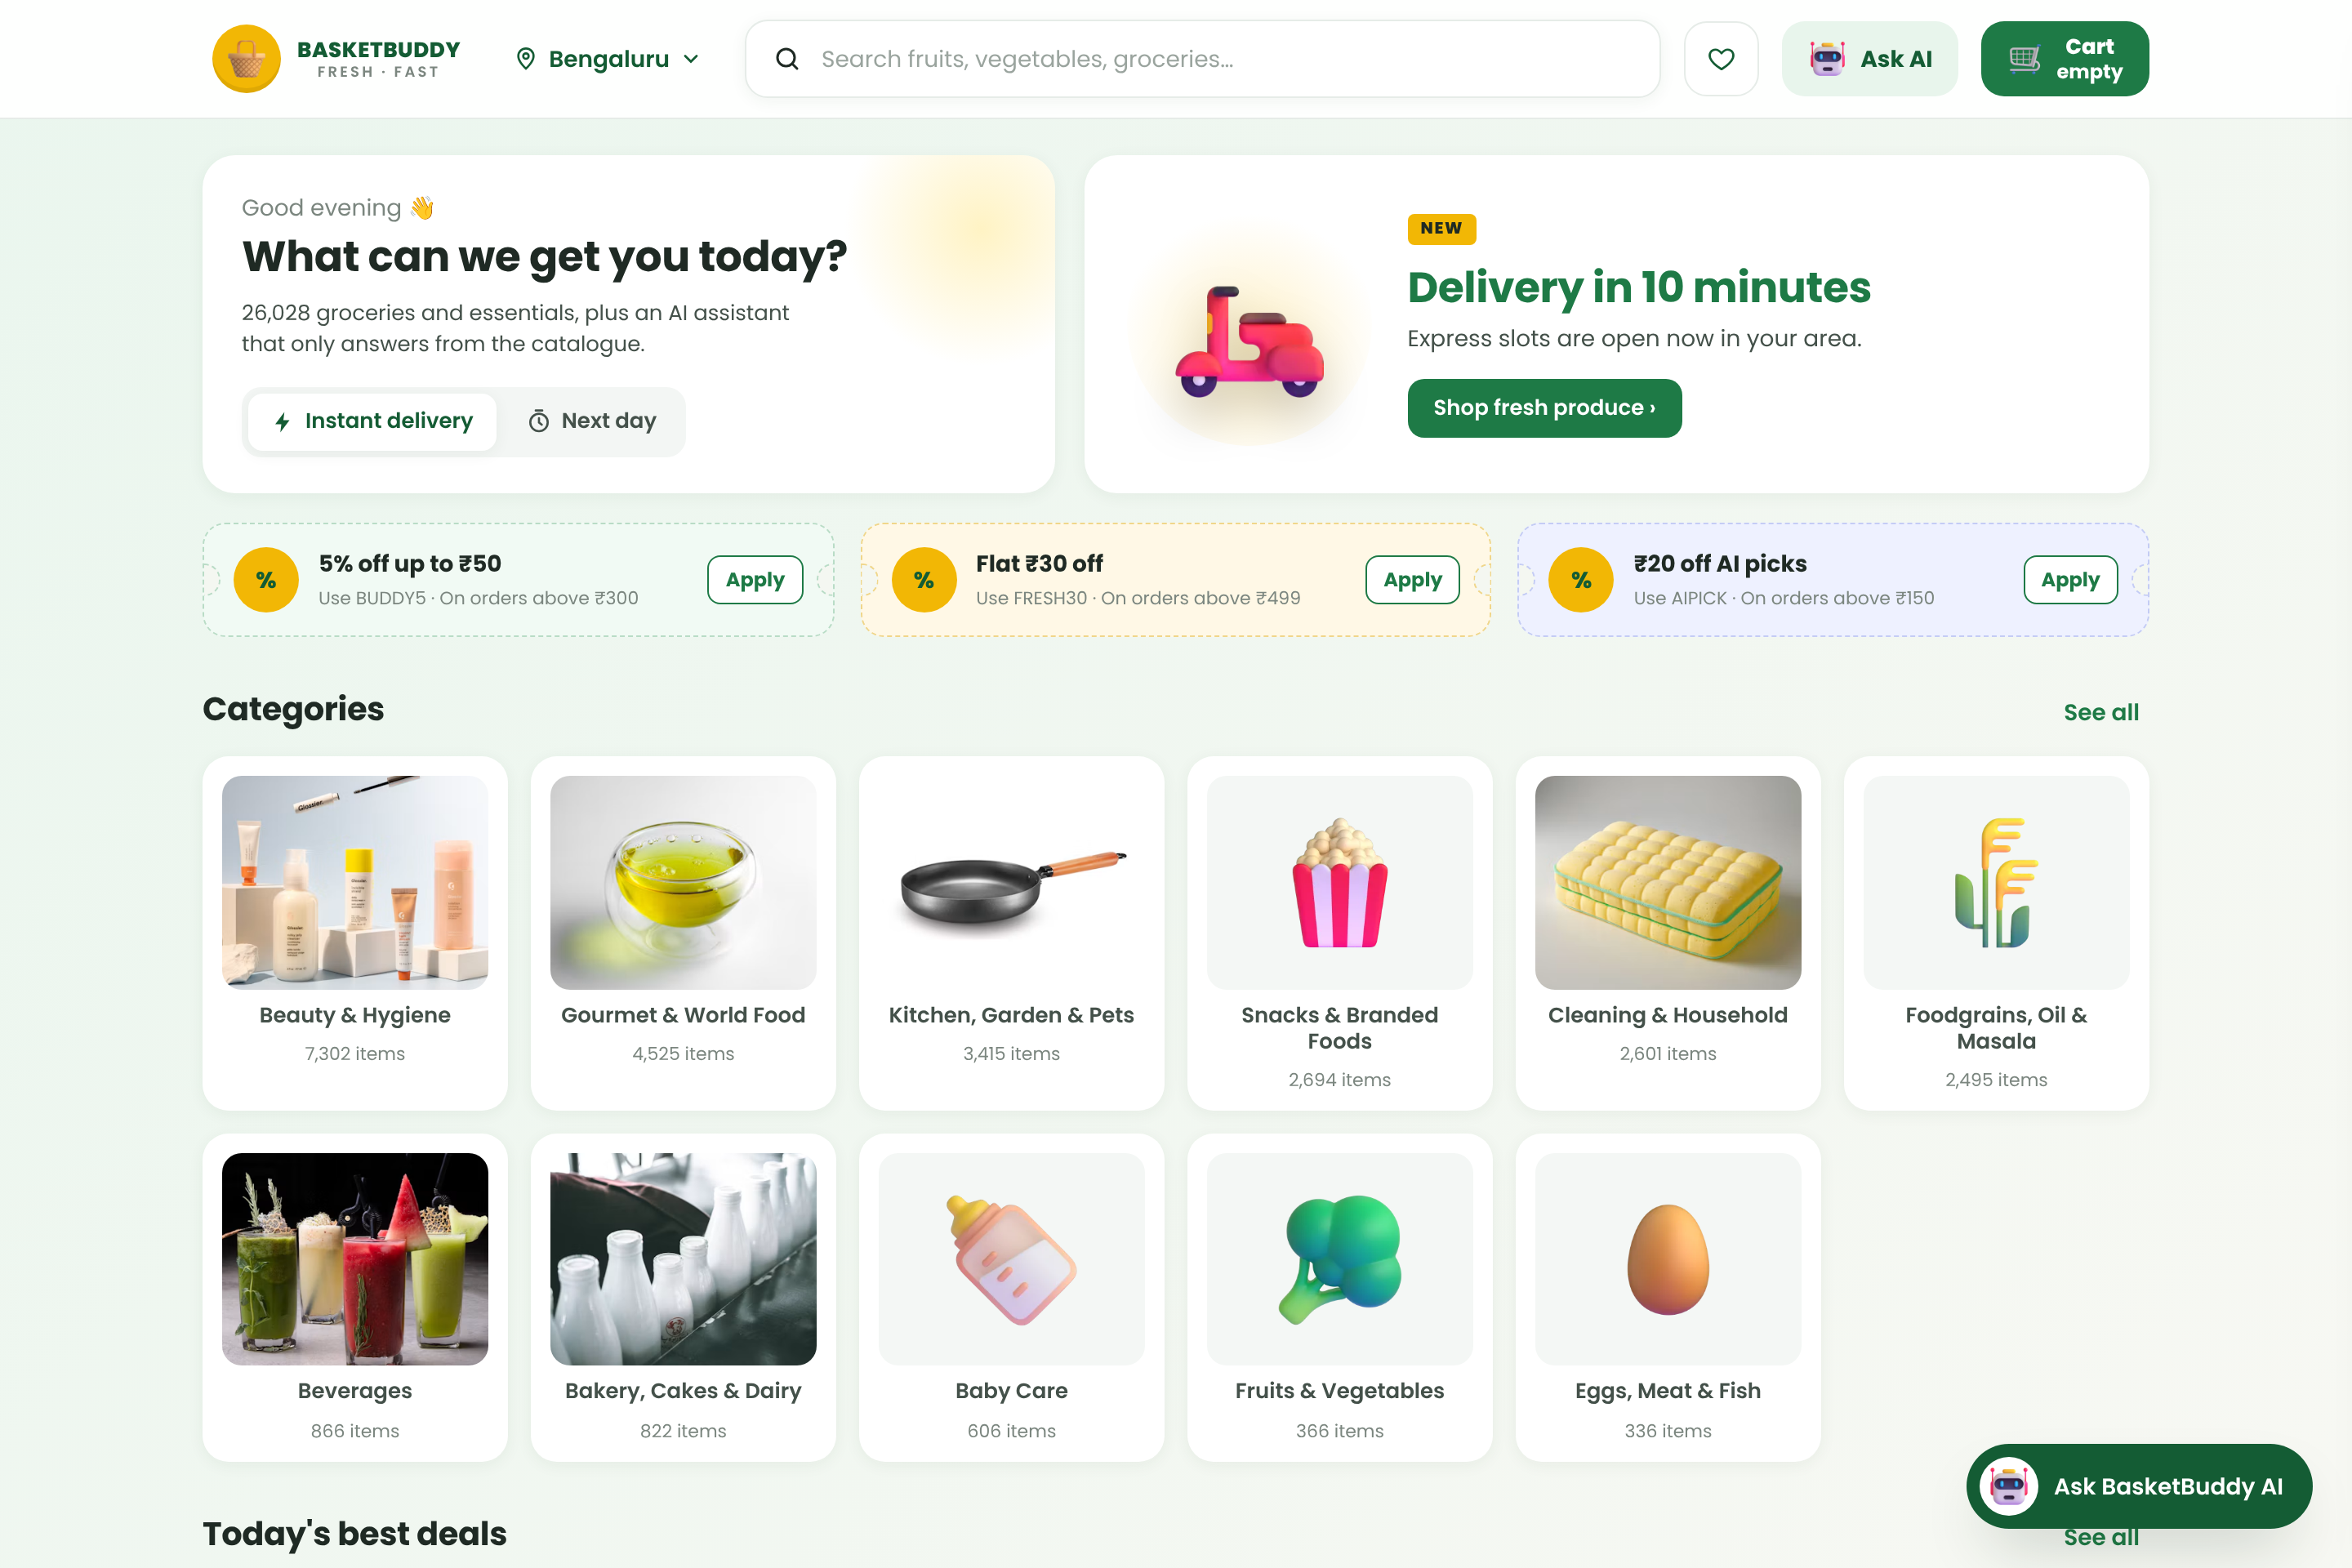 BASKETBUDDY
FRESH · FAST
Bengaluru
Search fruits, vegetables, groceries...
Ask AI
Cart
empty
Good evening 👋
What can we get you today?
26,028 groceries and essentials, plus an AI assistant
that only answers from the catalogue.
Instant delivery
Next day
NEW
Delivery in 10 minutes
Express slots are open now in your area.
Shop fresh produce ›
% 5% off up to ₹50
Use BUDDY5 · On orders above ₹300
Apply
% Flat ₹30 off
Use FRESH30 · On orders above ₹499
Apply
% ₹20 off AI picks
Use AIPICK · On orders above ₹150
Apply
Categories
See all
Glossier.
Beauty & Hygiene
7,302 items
Gourmet & World Food
4,525 items
Kitchen, Garden & Pets
3,415 items
Snacks & Branded
Foods
2,694 items
Cleaning & Household
2,601 items
Foodgrains, Oil &
Masala
2,495 items
Beverages
866 items
Bakery, Cakes & Dairy
822 items
Baby Care
606 items
Fruits & Vegetables
366 items
Eggs, Meat & Fish
336 items
Ask BasketBuddy AI
Today's best deals
See all